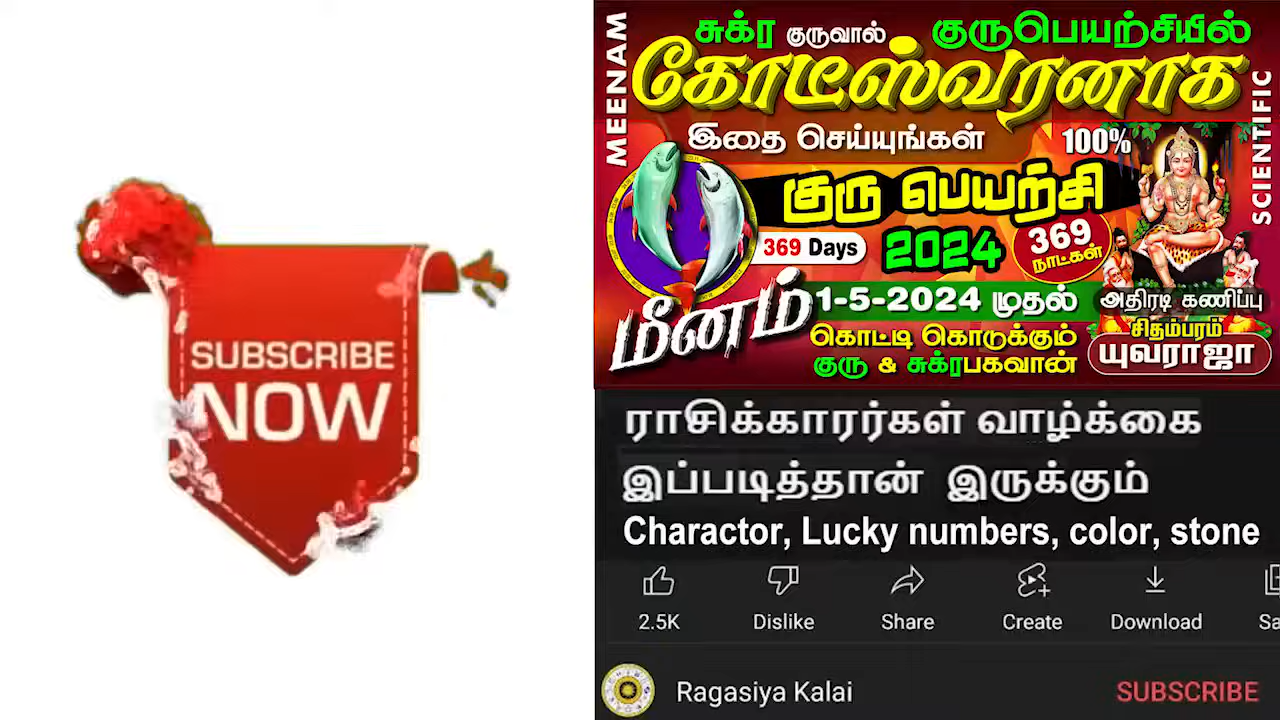 SUBSCRIBE
NOW
MEENAM
சுக்ர குருவால் குருபெயற்சியில்
கோடீஸ்வரனாக
இதை செய்யுங்கள்
100%
SCIENTIFIC
குரு பெயற்சி
369 Days
2024
369
நாட்கள்
மீனம்
1-5-2024 முதல்
கொட்டி கொடுக்கும்
குரு & சுக்ரபகவான்
அதிரடி கணிப்பு
சிதம்பரம்
யுவராஜா
ராசிக்காரர்கள் வாழ்க்கை
இப்படித்தான் இருக்கும்
Charactor, Lucky numbers, color, stone
2.5K Dislike Share Create Download Sa
Ragasiya Kalai SUBSCRIBE